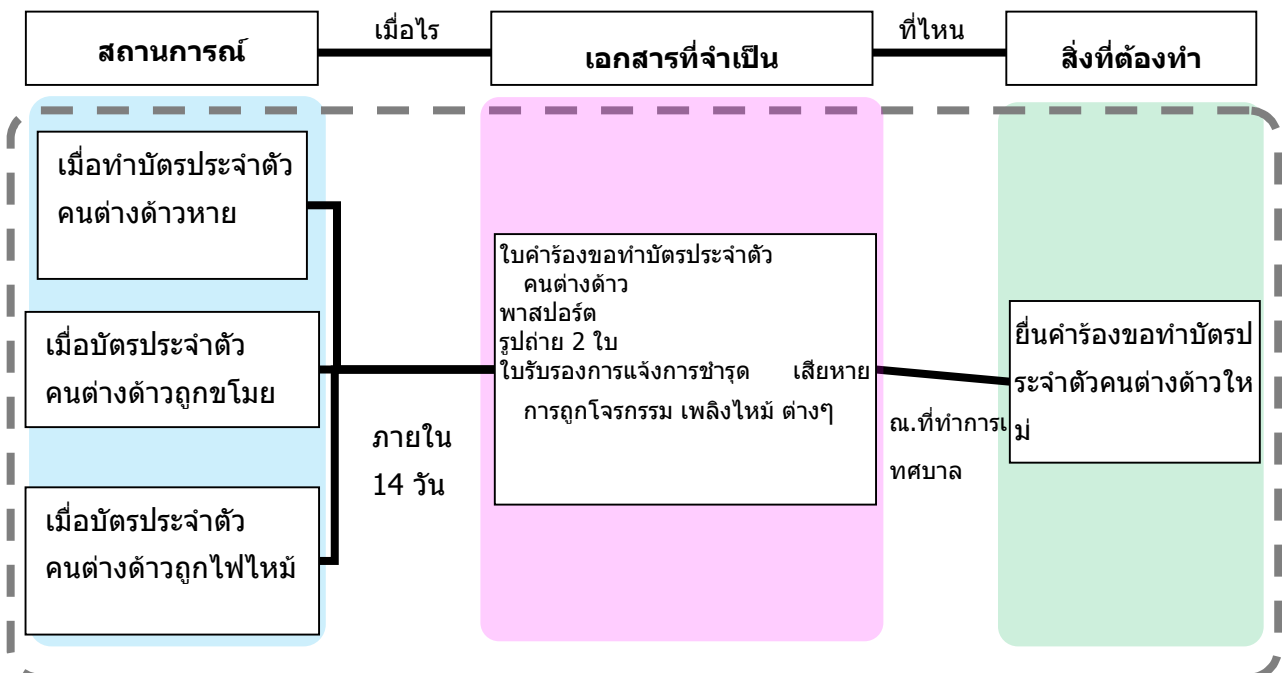 สถานการณ์
เมื่อไร
เอกสารที่จำเป็น
ที่ไหน
สิ่งที่ต้องทำ
เมื่อทำบัตรประจำตัว
คนต่างด้าวหาย
เมื่อบัตรประจำตัว
คนต่างด้าวถูกขโมย
เมื่อบัตรประจำตัว
คนต่างด้าวถูกไฟไหม้
ภายใน
14 วัน
ใบคำร้องขอทำบัตรประจำตัว
คนต่างด้าว
พาสปอร์ต
รูปถ่าย 2 ใบ
ใบรับรองการแจ้งการชำรุด เสียหาย
การถูกโจรกรรม เพลิงไหม้ ต่างๆ
ณ.ที่ทำการเ
ทศบาล
ยื่นคำร้องขอทำบัตรป
ระจำตัวคนต่างด้าวให
ม่